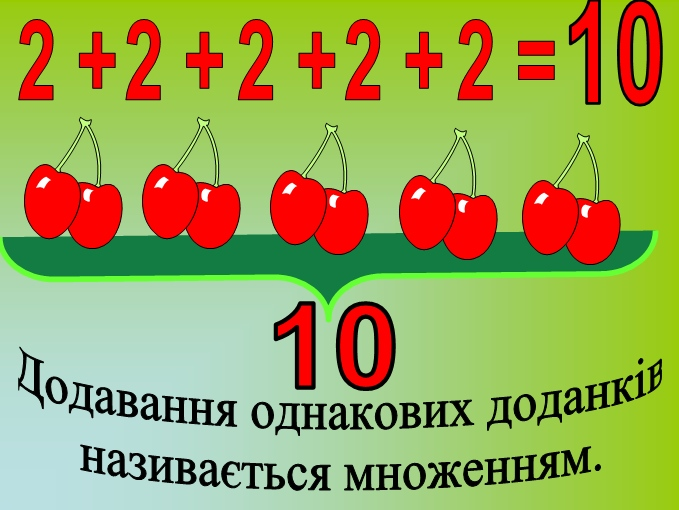 2 + 2 + 2 + 2 + 2 = 10
10
Додавання однакових доданків
називається множенням.